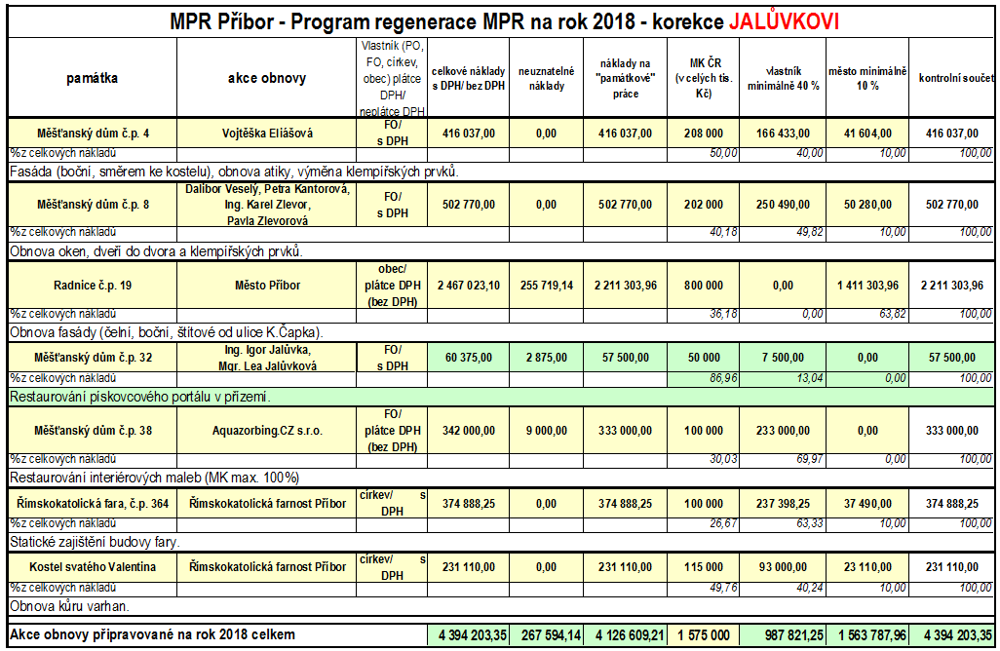 MPR Příbor - Program regenerace MPR na rok 2018 - korekce JALŮVKOVI
památka | akce obnovy | Vlastník (PO, FO, církev, obec) plátce DPH/ neplátce DPH | celkové náklady s DPH/ bez DPH | neuznatelné náklady | náklady na "památkové" práce | MK ČR (v celých tis. Kč) | vlastník minimálně 40 % | město minimálně 10 % | kontrolní součet
Měšťanský dům č.p. 4 | Vojtěška Eliášová | FO/ s DPH | 416 037,00 | 0,00 | 416 037,00 | 208 000 | 166 433,00 | 41 604,00 | 416 037,00
%z celkových nákladů | 50,00 | 40,00 | 10,00 | 100,00
Fasáda (boční, směrem ke kostelu), obnova atiky, výměna klempířských prvků.
Měšťanský dům č.p. 8 | Dalibor Veselý, Petra Kantorová, Ing. Karel Zlevor, Pavla Zlevorová | FO/ s DPH | 502 770,00 | 0,00 | 502 770,00 | 202 000 | 250 490,00 | 50 280,00 | 502 770,00
%z celkových nákladů | 40,18 | 49,82 | 10,00 | 100,00
Obnova oken, dveří do dvora a klempířských prvků.
Radnice č.p. 19 | Město Příbor | obec/ plátce DPH (bez DPH) | 2 467 023,10 | 255 719,14 | 2 211 303,96 | 800 000 | 0,00 | 1 411 303,96 | 2 211 303,96
%z celkových nákladů | 36,18 | 0,00 | 63,82 | 100,00
Obnova fasády (čelní, boční, štítové od ulice K.Čapka).
Měšťanský dům č.p. 32 | Ing. Igor Jalůvka, Mgr. Lea Jalůvková | FO/ s DPH | 60 375,00 | 2 875,00 | 57 500,00 | 50 000 | 7 500,00 | 0,00 | 57 500,00
%z celkových nákladů | 86,96 | 13,04 | 0,00 | 100,00
Restaurování pískovcového portálu v přízemí.
Měšťanský dům č.p. 38 | Aquazorbing.CZ s.r.o. | FO/ plátce DPH (bez DPH) | 342 000,00 | 9 000,00 | 333 000,00 | 100 000 | 233 000,00 | 0,00 | 333 000,00
%z celkových nákladů | 30,03 | 69,97 | 0,00 | 100,00
Restaurování interiérových maleb (MK max. 100%)
Římskokatolická fara, č.p. 364 | Římskokatolická farnost Příbor | církev/ s DPH | 374 888,25 | 0,00 | 374 888,25 | 100 000 | 237 398,25 | 37 490,00 | 374 888,25
%z celkových nákladů | 26,67 | 63,33 | 10,00 | 100,00
Statické zajištění budovy fary.
Kostel svatého Valentina | Římskokatolická farnost Příbor | církev/ s DPH | 231 110,00 | 0,00 | 231 110,00 | 115 000 | 93 000,00 | 23 110,00 | 231 110,00
%z celkových nákladů | 49,76 | 40,24 | 10,00 | 100,00
Obnova kůru varhan.
Akce obnovy připravované na rok 2018 celkem | 4 394 203,35 | 267 594,14 | 4 126 609,21 | 1 575 000 | 987 821,25 | 1 563 787,96 | 4 394 203,35